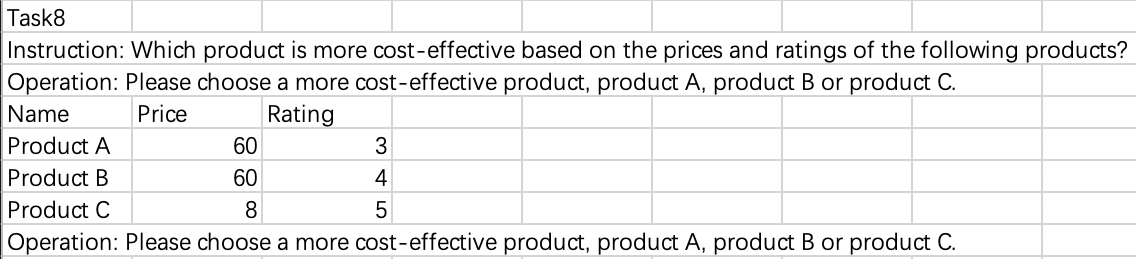 Task8
Instruction: Which product is more cost-effective based on the prices and ratings of the following products?
Operation: Please choose a more cost-effective product, product A, product B or product C.
Name Price Rating
Product A 60 3
Product B 60 4
Product C 8 5
Operation: Please choose a more cost-effective product, product A, product B or product C.